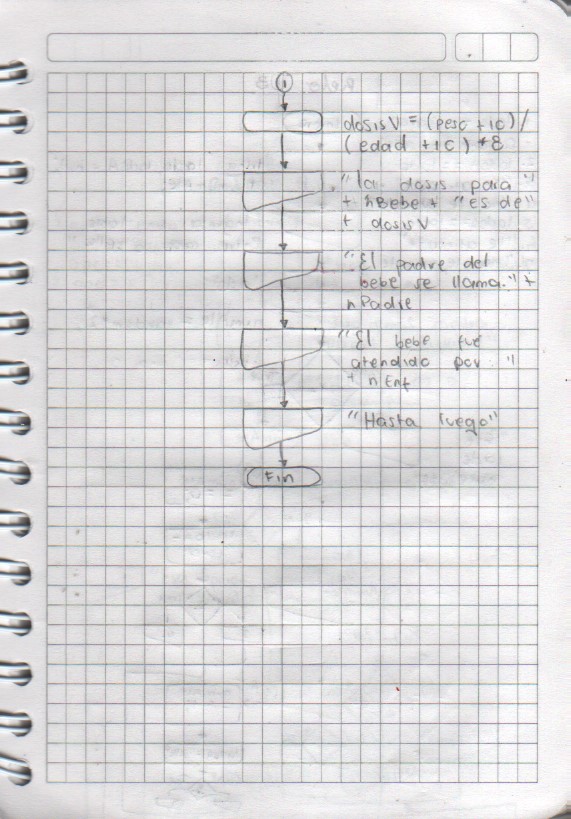 1
dosisV = (peso +10) /
(edad +10) *8
"la dosis para"
+ nBebe + "es de"
+ dosisV
"El padre del
bebe se llama:" +
nPadre
"El bebe fue
atendido por "
+ nEnf
"Hasta luego"
Fin